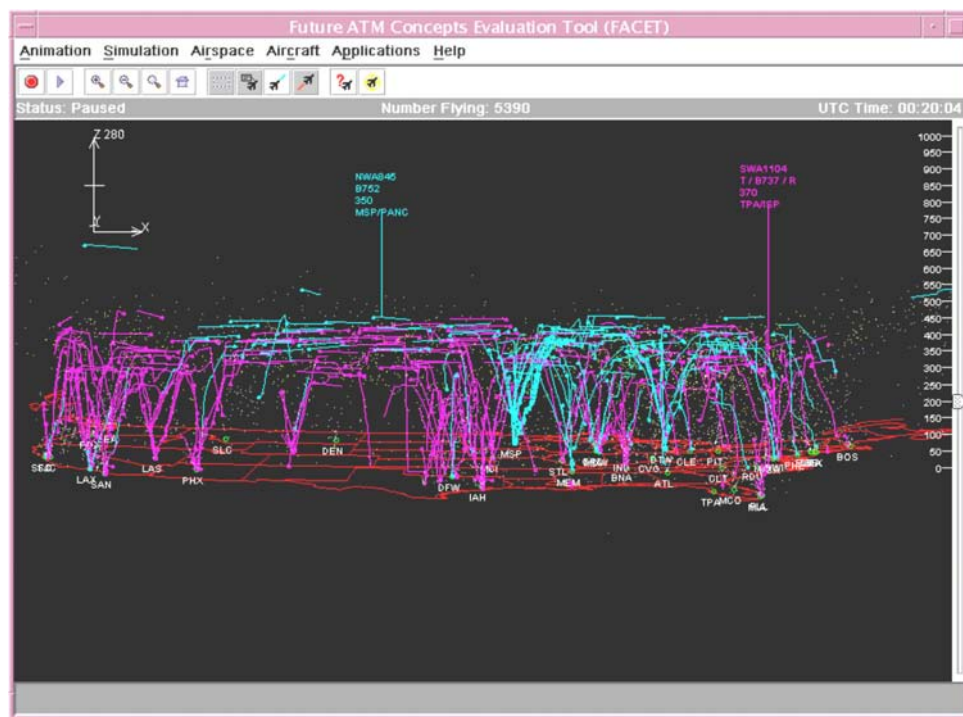 Future ATM Concepts Evaluation Tool (FACET)
Animation Simulation Airspace Aircraft Applications Help
Status: Paused Number Flying: 5390 UTC Time: 00:20:04
Z 280
Y
X
NWA845
B752
350
MSP/PANC
SWA1104
T / B737 / R
370
TPA/ISP
1000
950
900
850
800
750
700
650
600
550
500
450
400
350
300
250
200
150
100
50
0
SLC
DEN
MSP
BOS
LAS
STL
CVG
DTW
CLE
PIT
LAX
SAN
PHX
DFW
IAH
MEM
BNA
ATL
CLT
TPA
MCO